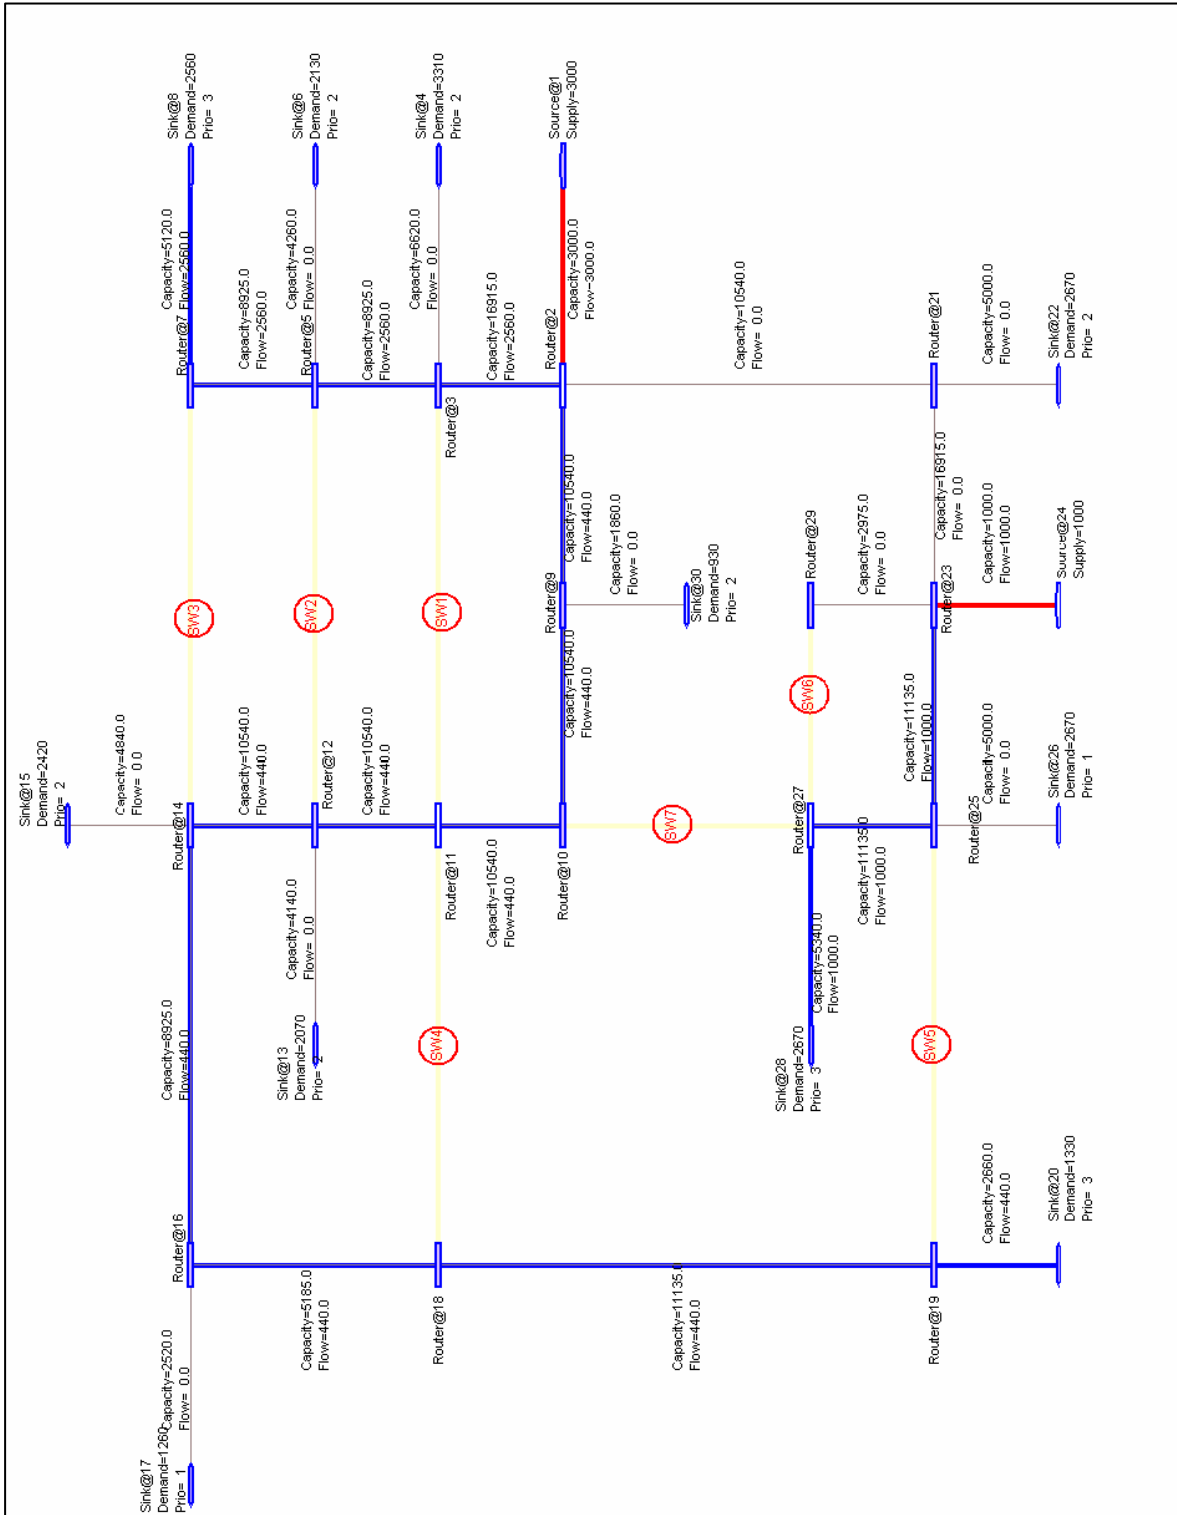 Sink@15
Demand=2420
Prio= 2
Capacity=4840.0
Flow= 0.0
Sink@17
Demand=1260
Prio= 1
Capacity=2520.0
Flow= 0.0
Router@16
Capacity=8925.0
Flow=440.0
Router@14
SW3
Router@7
Capacity=5120.0
Flow=2560.0
Sink@8
Demand=2560
Prio= 3
Capacity=5185.0
Flow=440.0
Capacity=10540.0
Flow=440.0
Capacity=8925.0
Flow=2560.0
Sink@13
Demand=2070
Prio= 2
Capacity=4140.0
Flow= 0.0
Router@12
SW2
Router@5
Capacity=4260.0
Flow= 0.0
Sink@6
Demand=2130
Prio= 2
Capacity=10540.0
Flow=440.0
Capacity=8925.0
Flow=2560.0
Router@18
SW4
Router@11
SW1
Router@3
Capacity=6620.0
Flow= 0.0
Sink@4
Demand=3310
Prio= 2
Capacity=10540.0
Flow=440.0
Capacity=16915.0
Flow=2560.0
Router@10
Capacity=10540.0
Flow=440.0
Router@9
Capacity=10540.0
Flow=440.0
Router@2
Capacity=3000.0
Flow=3000.0
Source@1
Supply=3000
Capacity=1860.0
Flow= 0.0
Sink@30
Demand=930
Prio= 2
SW7
Capacity=11135.0
Flow=440.0
Capacity=10540.0
Flow= 0.0
Sink@28
Demand=2670
Prio= 3
Capacity=5340.0
Flow=1000.0
Router@27
SW6
Router@29
Capacity=11135.0
Flow=1000.0
Capacity=2975.0
Flow= 0.0
Router@19
SW5
Router@25
Capacity=11135.0
Flow=1000.0
Router@23
Capacity=16915.0
Flow= 0.0
Router@21
Capacity=2660.0
Flow=440.0
Capacity=5000.0
Flow= 0.0
Capacity=1000.0
Flow=1000.0
Capacity=5000.0
Flow= 0.0
Sink@20
Demand=1330
Prio= 3
Sink@26
Demand=2670
Prio= 1
Source@24
Supply=1000
Sink@22
Demand=2670
Prio= 2